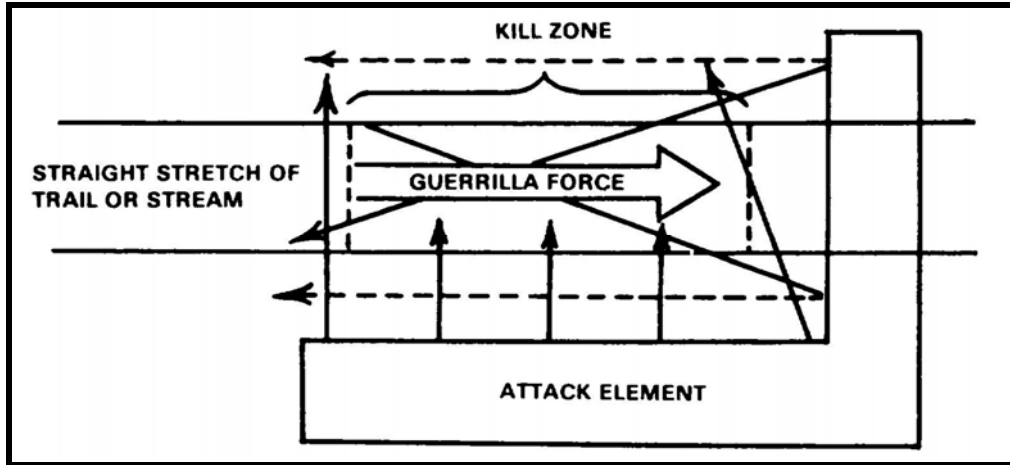 KILL ZONE
STRAIGHT STRETCH OF
TRAIL OR STREAM
GUERRILLA FORCE
ATTACK ELEMENT